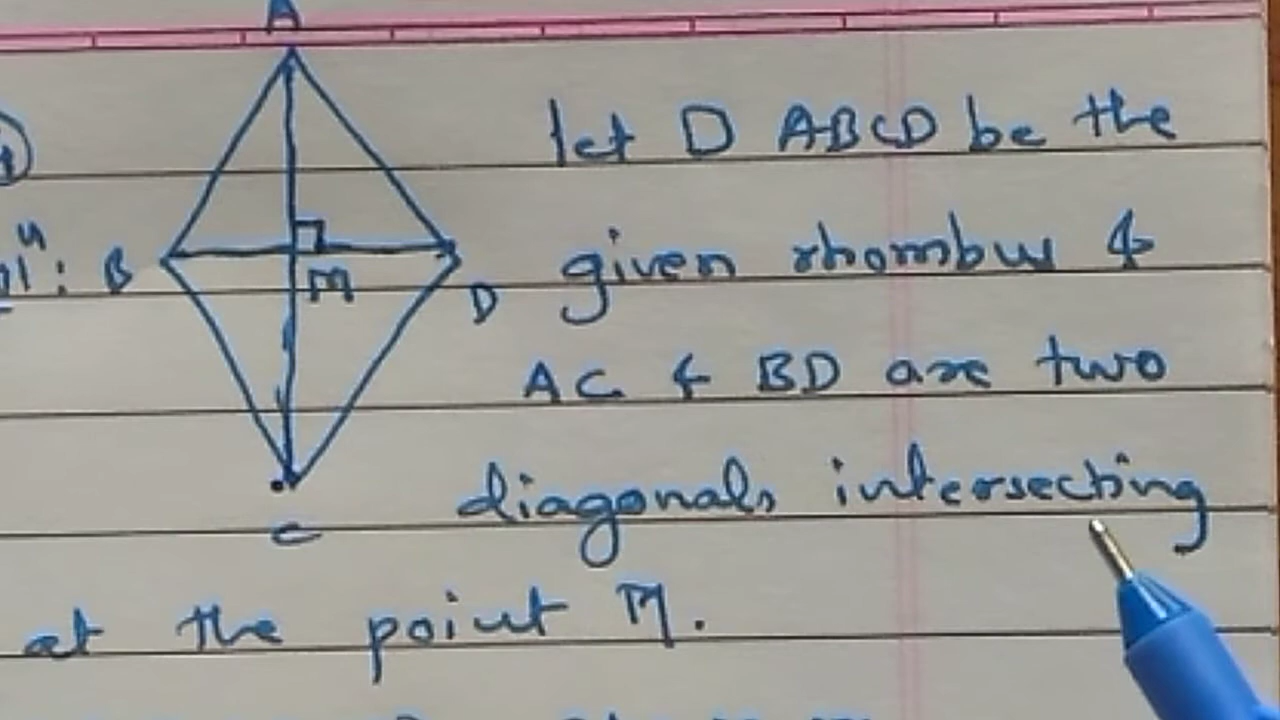 A
let D ABCD be the
B M D given rhombus &
AC & BD are two
diagonals intersecting
C
at the point M.